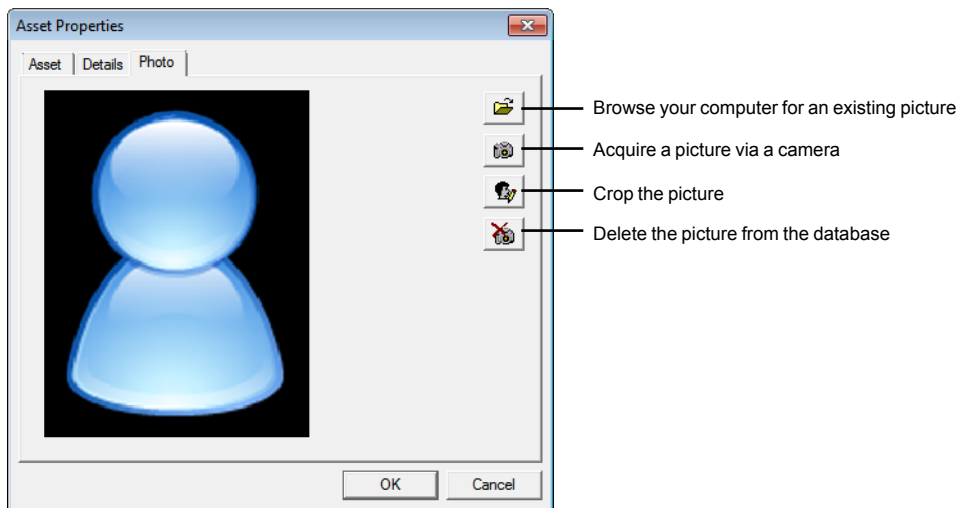 Asset Properties
Asset Details Photo
Browse your computer for an existing picture
Acquire a picture via a camera
Crop the picture
Delete the picture from the database
OK Cancel